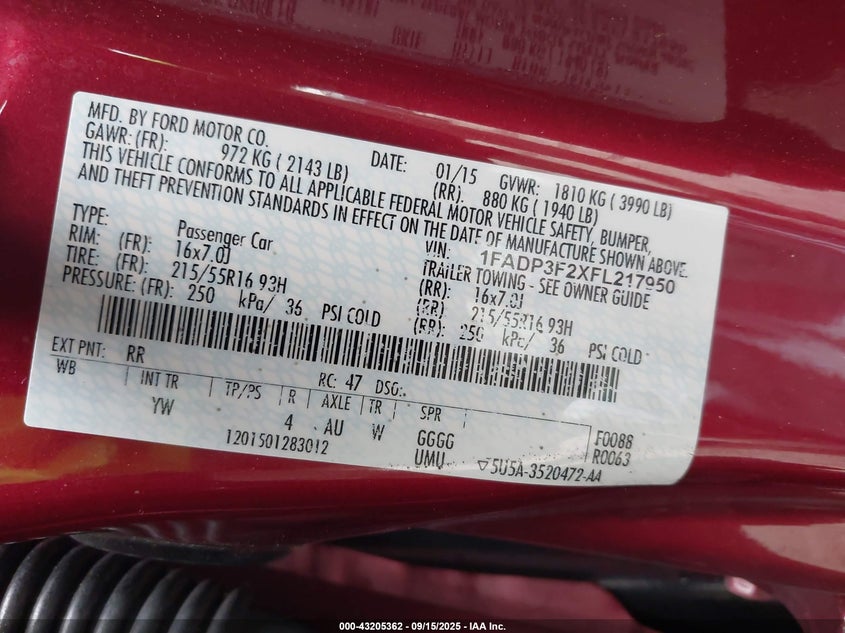 MFD. BY FORD MOTOR CO.
DATE: 01/15 GVWR: 1810 KG ( 3990 LB)
GAWR: (FR): 972 KG ( 2143 LB) (RR): 880 KG ( 1940 LB)
THIS VEHICLE CONFORMS TO ALL APPLICABLE FEDERAL MOTOR VEHICLE SAFETY, BUMPER,
AND THEFT PREVENTION STANDARDS IN EFFECT ON THE DATE OF MANUFACTURE SHOWN ABOVE.
VIN: 1FADP3F2XFL217950
TYPE: Passenger Car TRAILER TOWING - SEE OWNER GUIDE
RIM: (FR): 16x7.0J (RR): 16x7.0J
TIRE: (FR): 215/55R16 93H (RR) 215/55R16 93H
PRESSURE: (FR): 250 kPa/ 36 PSI COLD (RR): 250 kPa/ 36 PSI COLD
EXT PNT: RR RC: 47 DSG:
WB INT TR TP/PS R AXLE TR SPR
YW 4 AU W GGGG F0088
UMU R0063
1201501283012 5U5A-3520472-AA
000-43205362 - 09/15/2025 - IAA Inc.